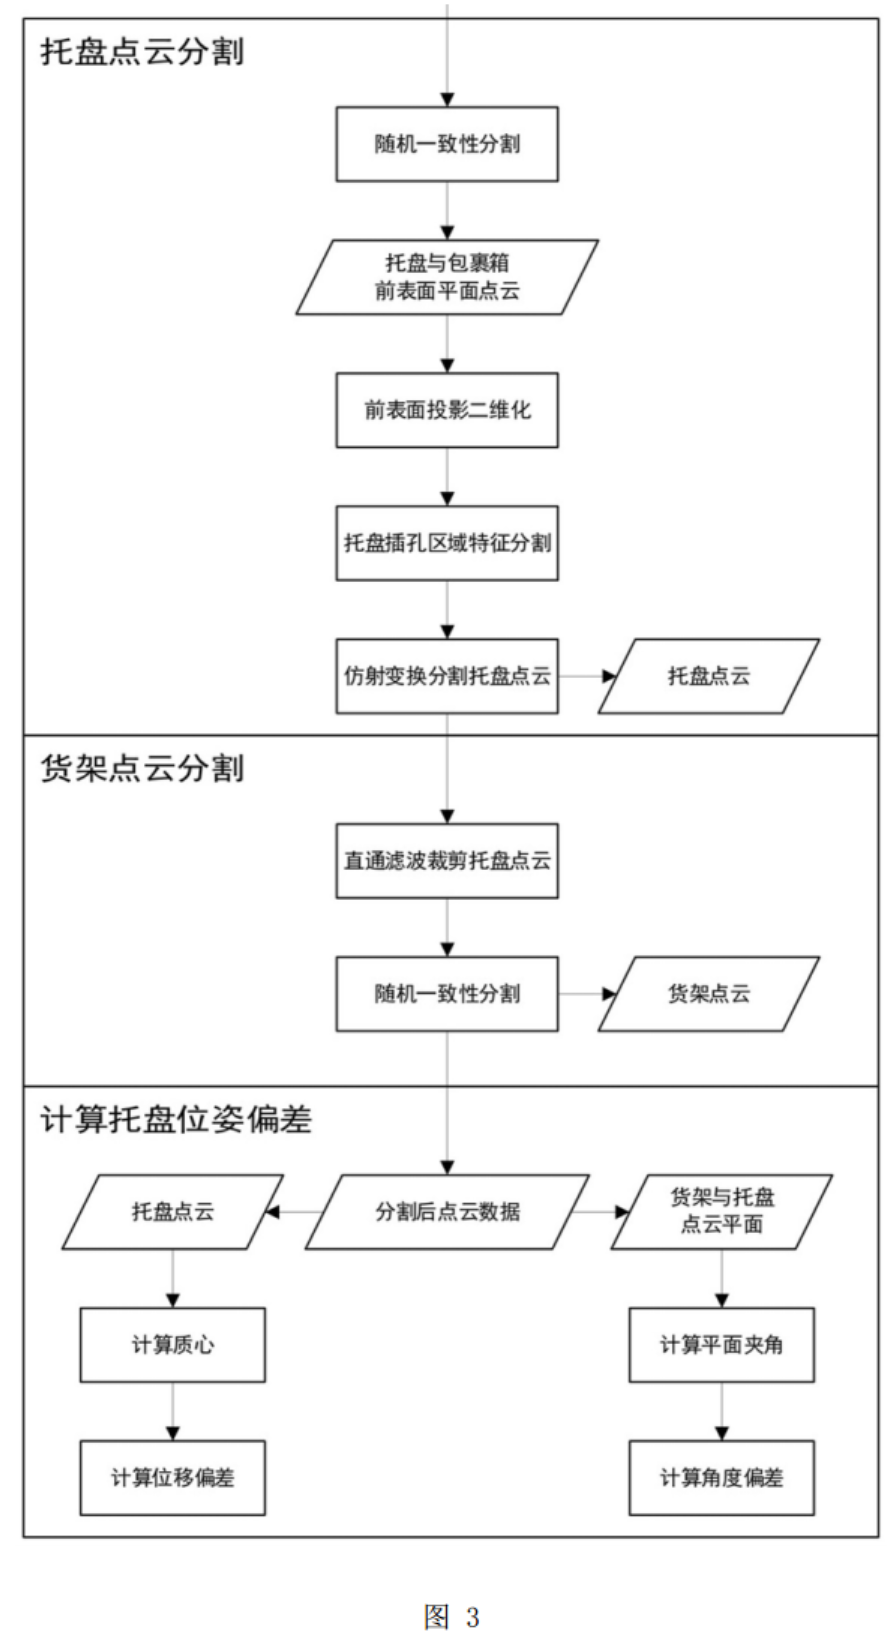 托盘点云分割
随机一致性分割
托盘与包裹箱
前表面平面点云
前表面投影二维化
托盘插孔区域特征分割
仿射变换分割托盘点云
托盘点云
货架点云分割
直通滤波裁剪托盘点云
随机一致性分割
货架点云
计算托盘位姿偏差
托盘点云
分割后点云数据
货架与托盘
点云平面
计算质心
计算平面夹角
计算位移偏差
计算角度偏差
图 3